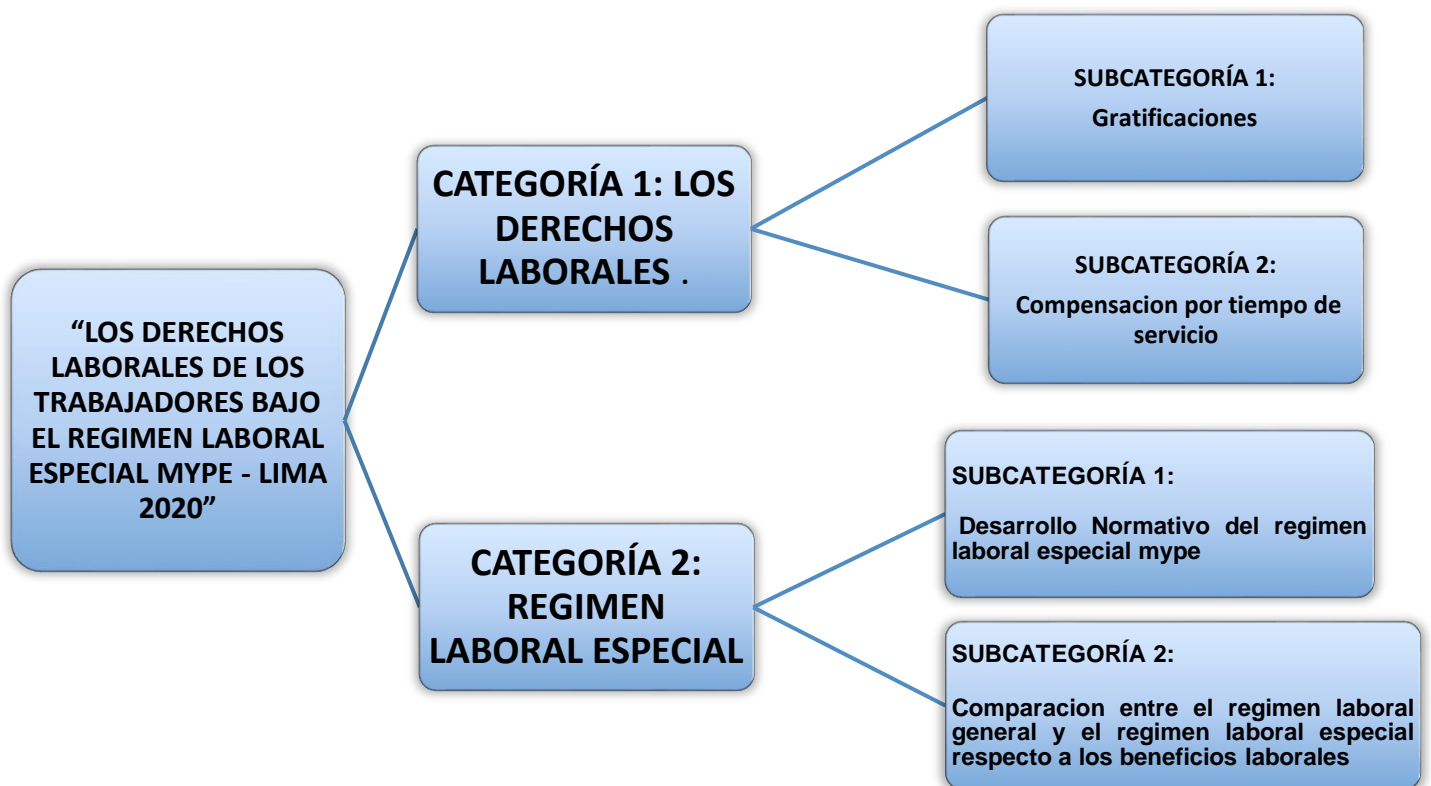 “LOS DERECHOS
LABORALES DE LOS
TRABAJADORES BAJO
EL REGIMEN LABORAL
ESPECIAL MYPE - LIMA
2020”
CATEGORÍA 1: LOS
DERECHOS
LABORALES .
SUBCATEGORÍA 1:
Gratificaciones
SUBCATEGORÍA 2:
Compensacion por tiempo de
servicio
CATEGORÍA 2:
REGIMEN
LABORAL ESPECIAL
SUBCATEGORÍA 1:
Desarrollo Normativo del regimen
laboral especial mype
SUBCATEGORÍA 2:
Comparacion entre el regimen laboral
general y el regimen laboral especial
respecto a los beneficios laborales